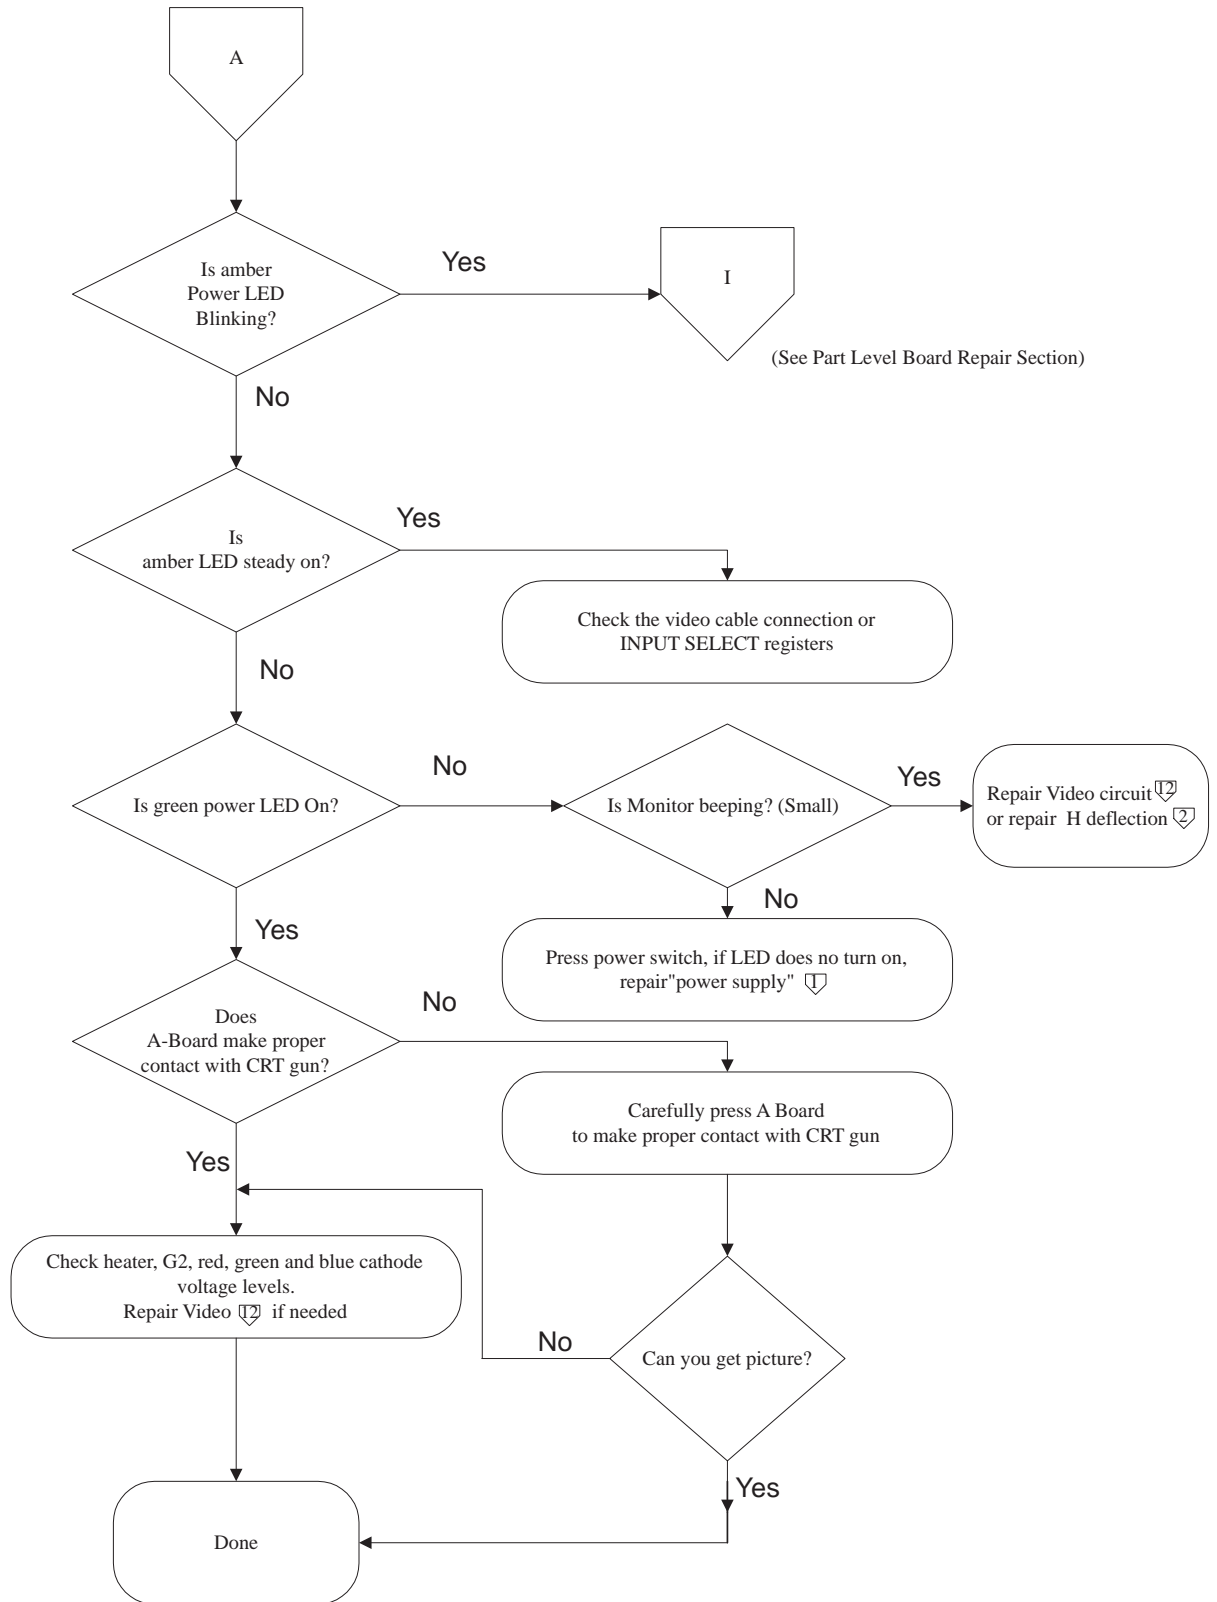 A
Is amber
Power LED
Blinking?
Yes
I
(See Part Level Board Repair Section)
No
Is
amber LED steady on?
Yes
Check the video cable connection or
INPUT SELECT registers
No
Is green power LED On?
No
Is Monitor beeping? (Small)
Yes
Repair Video circuit 12
or repair H deflection 2
No
Press power switch, if LED does no turn on,
repair"power supply" 1
Yes
Does
A-Board make proper
contact with CRT gun?
No
Carefully press A Board
to make proper contact with CRT gun
Yes
Check heater, G2, red, green and blue cathode
voltage levels.
Repair Video 12 if needed
No
Can you get picture?
Yes
Done